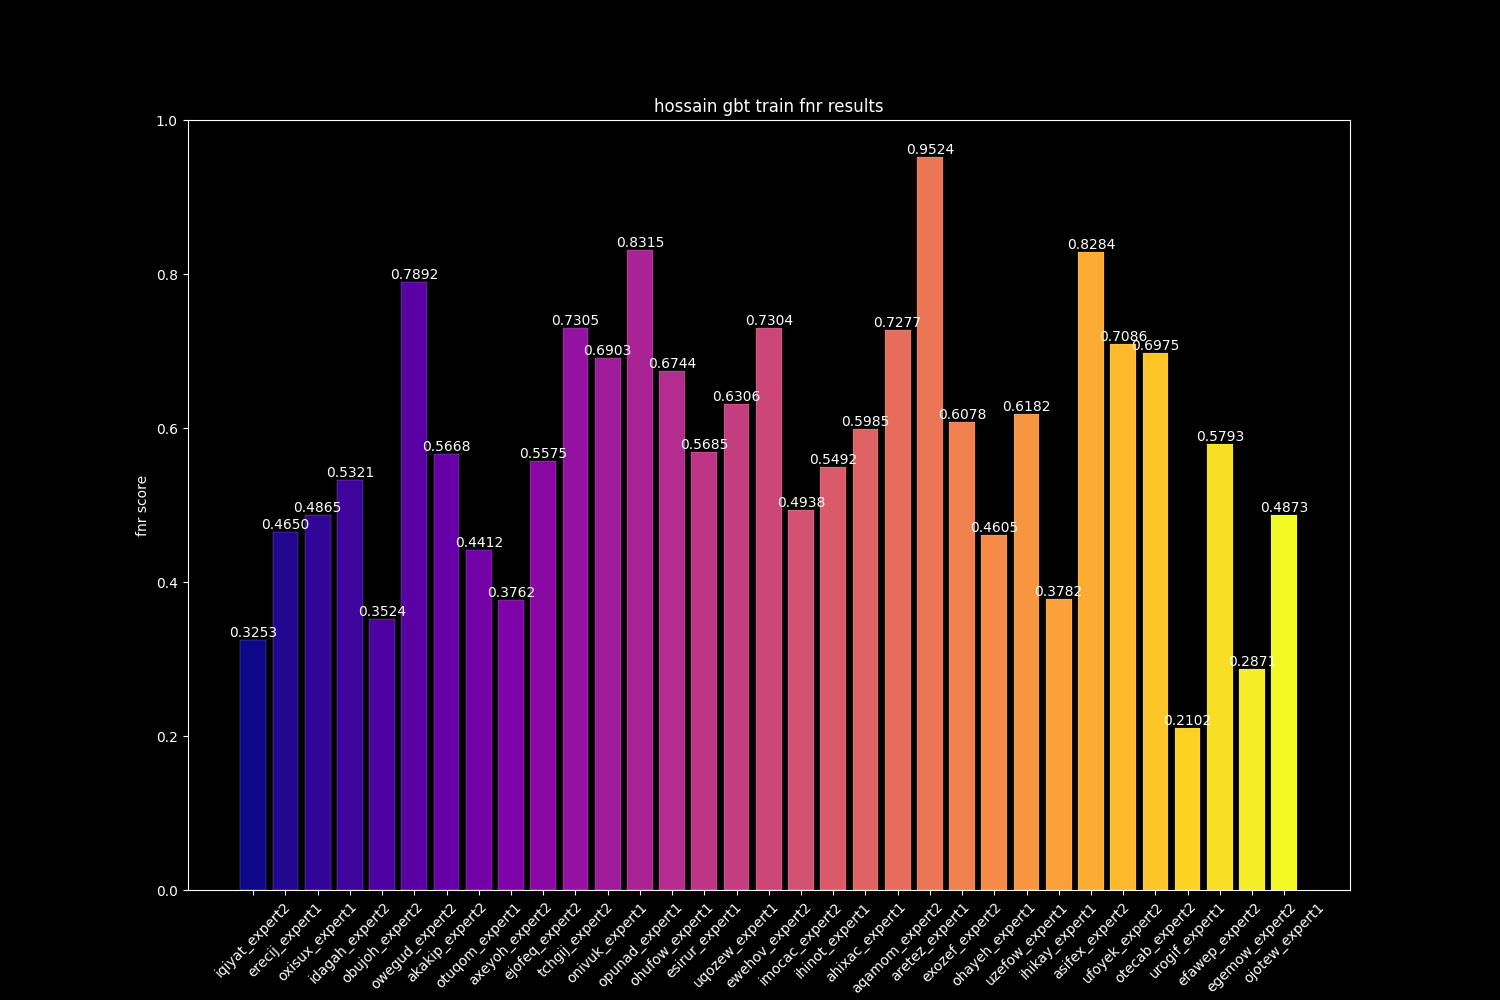 hossain gbt train fnr results
fnr score
1.0
0.8
0.6
0.4
0.2
0.0
0.3253
0.4650
0.4865
0.5321
0.3524
0.7892
0.5668
0.4412
0.3762
0.5575
0.7305
0.6903
0.8315
0.6744
0.5685
0.6306
0.7304
0.4938
0.5492
0.5985
0.7277
0.9524
0.6078
0.4605
0.6182
0.3782
0.8284
0.7086
0.6975
0.2102
0.5793
0.2871
0.4873
iqjyat_expert2
erecij_expert1
oxisux_expert1
idagah_expert2
obujoh_expert2
owegud_expert2
akakip_expert2
otuqom_expert1
axeyoh_expert2
ejofeq_expert2
tchgjj_expert2
onivuk_expert1
opunad_expert1
ohufow_expert1
esirur_expert1
uqozew_expert1
ewehov_expert2
imocac_expert2
ihinot_expert1
ahixac_expert1
aqamom_expert2
aretez_expert1
exozef_expert2
ohayeh_expert1
uzefow_expert1
ihikay_expert1
asifex_expert2
ufoyek_expert2
otecab_expert2
urogif_expert1
efawep_expert2
egemow_expert2
ojotew_expert1